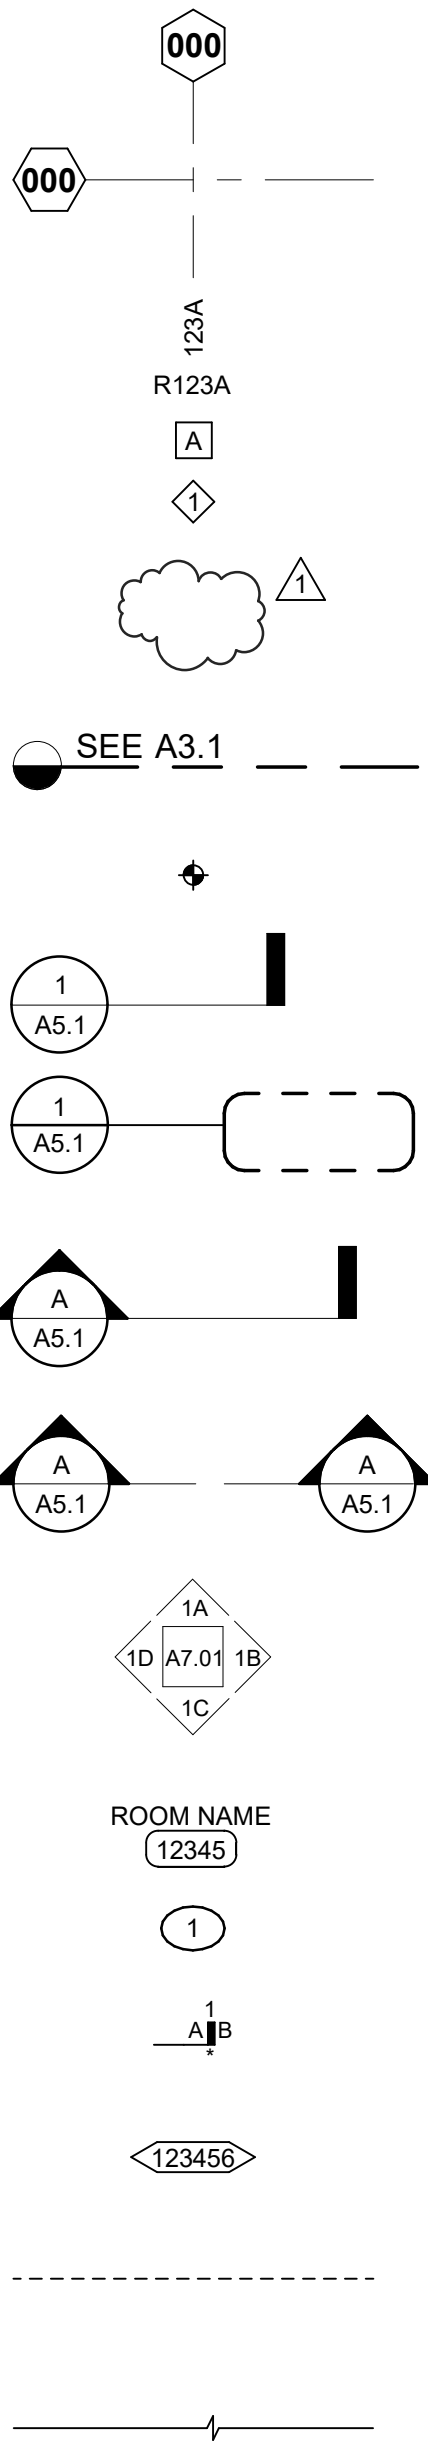 000
000
123A
R123A
A
1
1
SEE A3.1
1
A5.1
1
A5.1
A
A5.1
A A
A5.1 A5.1
1A
1D A7.01 1B
1C
ROOM NAME
12345
1
1
A B
*
123456